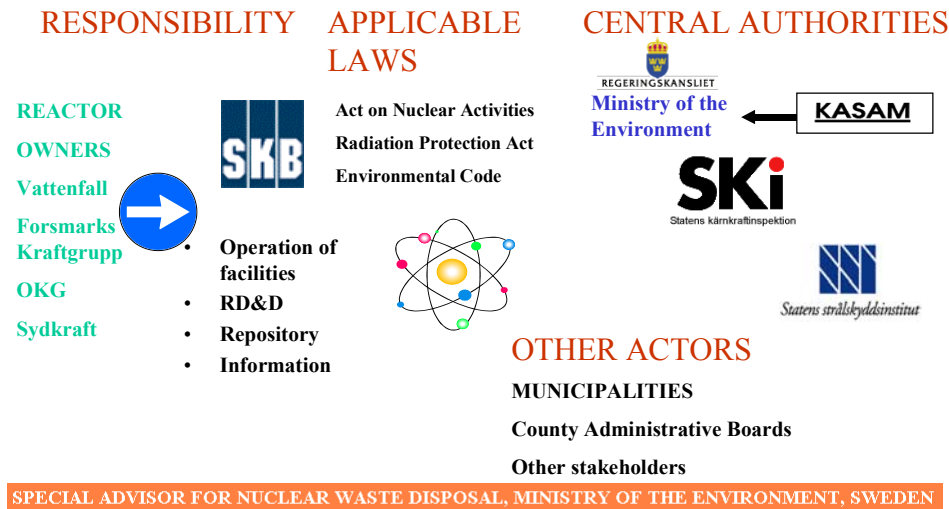 RESPONSIBILITY
REACTOR
OWNERS
Vattenfall
Forsmarks
Kraftgrupp
OKG
Sydkraft
SKB
• Operation of
facilities
• RD&D
• Repository
• Information
APPLICABLE
LAWS
Act on Nuclear Activities
Radiation Protection Act
Environmental Code
CENTRAL AUTHORITIES
REGERINGSKANSLIET
Ministry of the
Environment
KASAM
SKi
Statens kärnkraftinspektion
SSI
Statens strålskyddsinstitut
OTHER ACTORS
MUNICIPALITIES
County Administrative Boards
Other stakeholders
SPECIAL ADVISOR FOR NUCLEAR WASTE DISPOSAL, MINISTRY OF THE ENVIRONMENT, SWEDEN